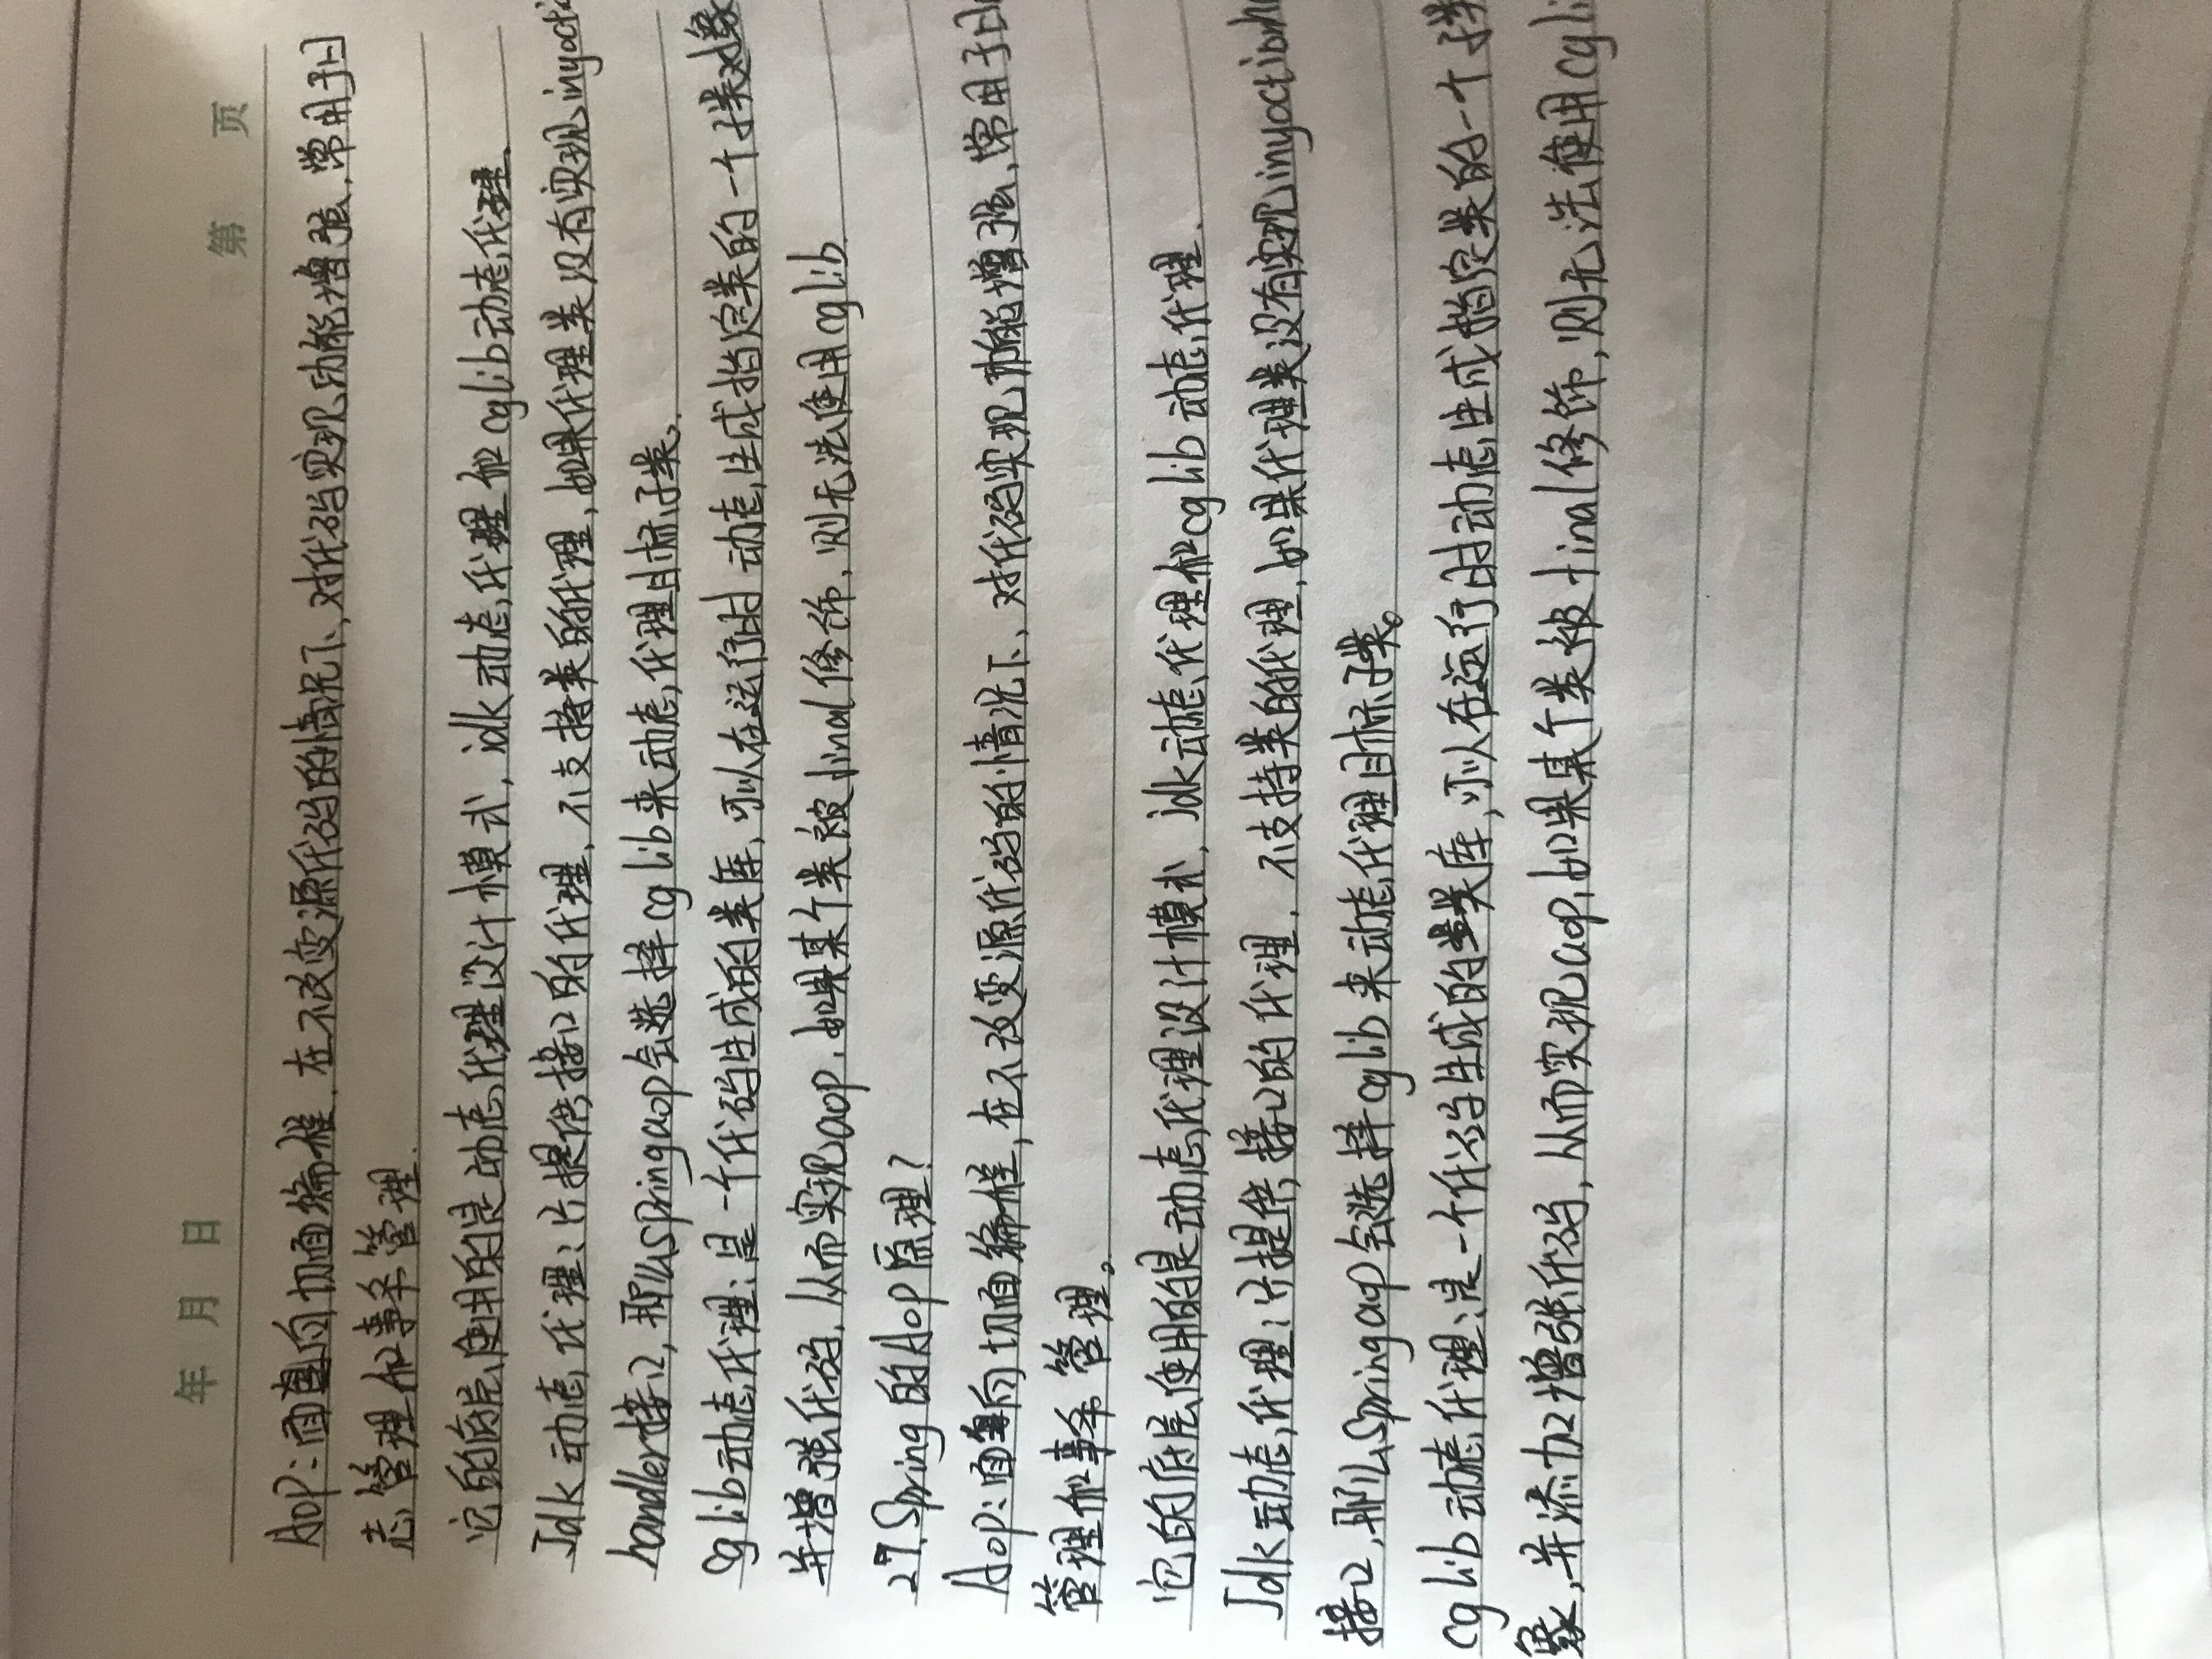 年 月 日
第 页
Aop:面向切面编程,在不改变源代码的情况下,对代码实现功能增强,常用于日
志管理和事务管理.
它的底层使用的是动态代理设计模式,jdk动态代理和cglib动态代理.
Jdk动态代理:只提供接口的代理,不支持类的代理,如果代理类没有实现inyocti
handler接口,那么springaop会选择cglib来动态代理目标子类.
cglib动态代理:是一个代码生成的类库,可以在运行时动态生成指定类的一个子类对象
并增强代码,从而实现aop,如果某个类被final修饰,则无法使用cglib.
27.Spring的Aop原理?
Aop:面向切面编程,在不改变源代码的情况下,对代码实现功能增强,常用于日
管理和事务管理。
它的底层使用的是动态代理设计模式,Jdk动态代理和cglib动态代理.
Jdk动态代理:只提供接口的代理,不支持类的代理,如果代理类没有实现inyoctionh
接口,那么Springaop会选择cglib来动态代理目标子类。
cglib动态代理:是一个代码生成的类库,可以在运行时动态生成指定类的一个子类
象,并添加增强代码,从而实现aop,如果某个类被final修饰,则无法使用cgli